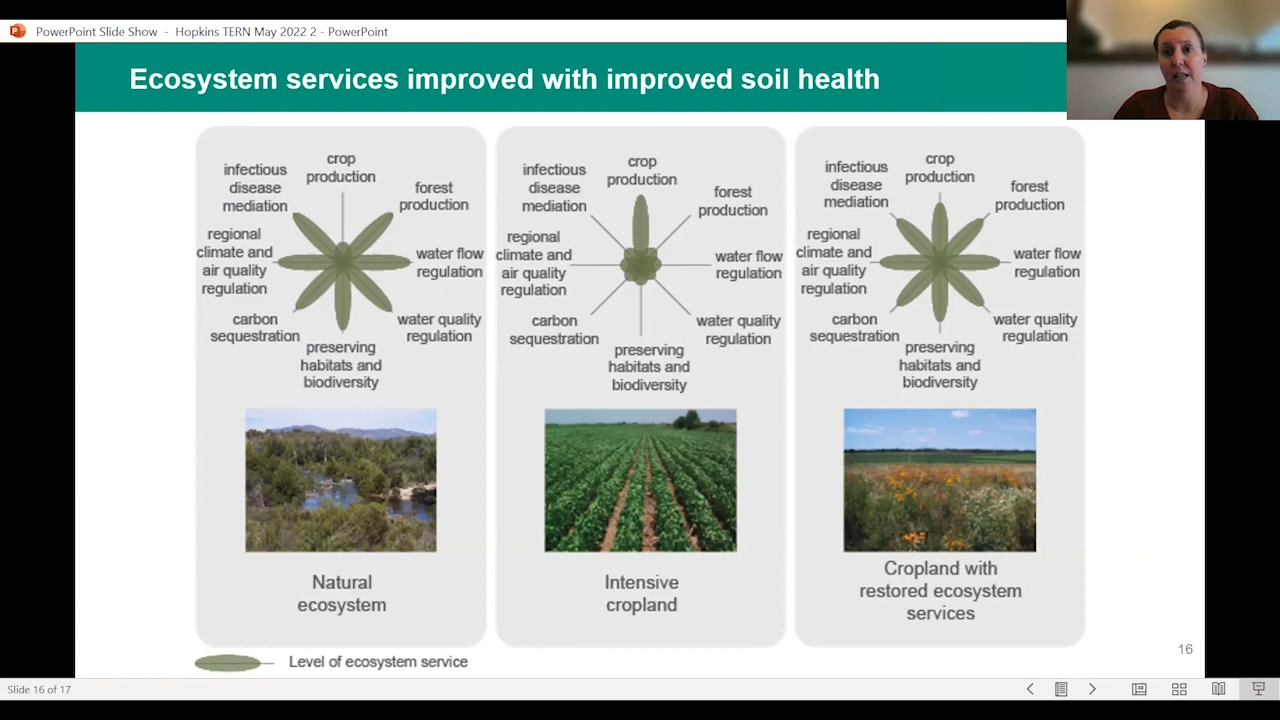 PowerPoint Slide Show - Hopkins TERN May 2022 2 - PowerPoint
Ecosystem services improved with improved soil health
crop
production
infectious
disease
mediation
forest
production
regional
climate and
air quality
regulation
water flow
regulation
carbon
sequestration
water quality
regulation
preserving
habitats and
biodiversity
Natural
ecosystem
crop
production
infectious
disease
mediation
forest
production
regional
climate and
air quality
regulation
water flow
regulation
carbon
sequestration
water quality
regulation
preserving
habitats and
biodiversity
Intensive
cropland
crop
production
infectious
disease
mediation
forest
production
regional
climate and
air quality
regulation
water flow
regulation
carbon
sequestration
water quality
regulation
preserving
habitats and
biodiversity
Cropland with
restored ecosystem
services
Level of ecosystem service
16
Slide 16 of 17